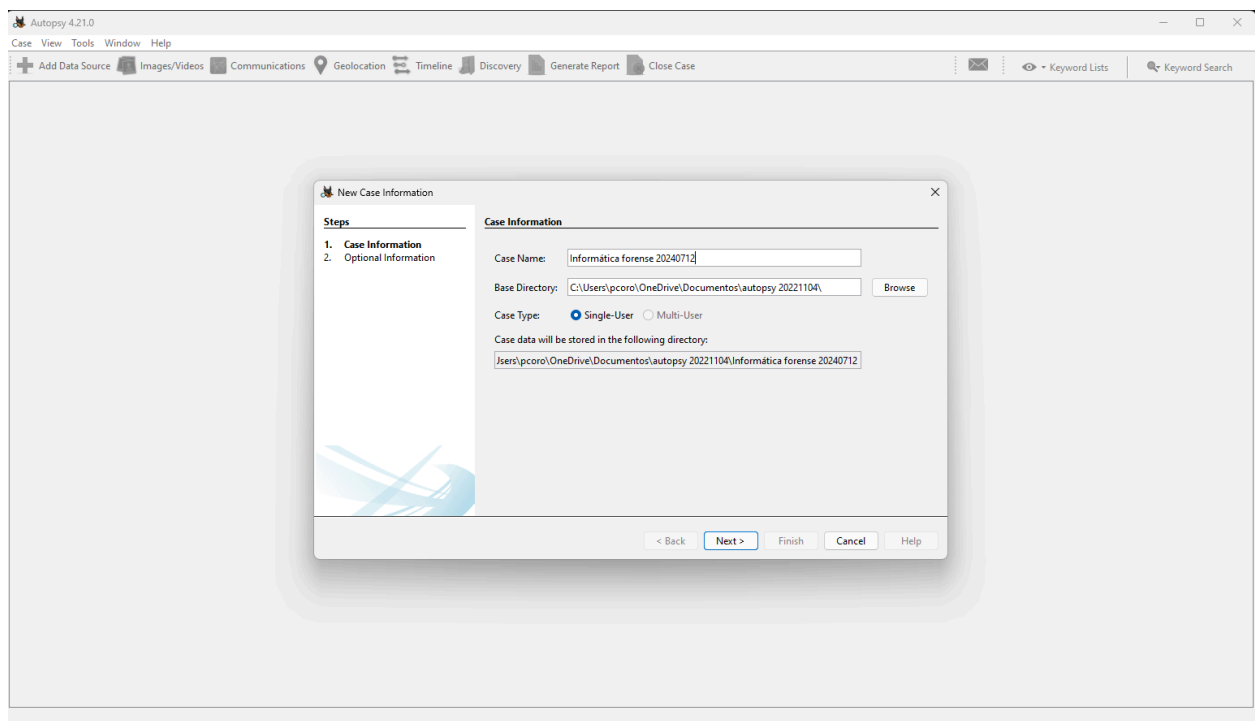 Autopsy 4.21.0
Case View Tools Window Help
Add Data Source Images/Videos Communications Geolocation Timeline Discovery Generate Report Close Case Keyword Lists Keyword Search
New Case Information
Steps
1. Case Information
2. Optional Information
Case Information
Case Name: Informática forense 20240712
Base Directory: C:\Users\pcoro\OneDrive\Documentos\autopsy 20221104\ Browse
Case Type: Single-User Multi-User
Case data will be stored in the following directory:
Jsers\pcoro\OneDrive\Documentos\autopsy 20221104\Informática forense 20240712
< Back Next > Finish Cancel Help